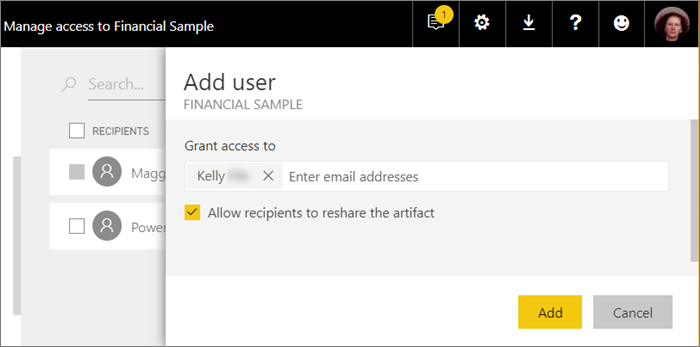 Manage access to Financial Sample
1
Search...
RECIPIENTS
Magg
Power
Add user
FINANCIAL SAMPLE
Grant access to
Kelly
Enter email addresses
Allow recipients to reshare the artifact
Add
Cancel